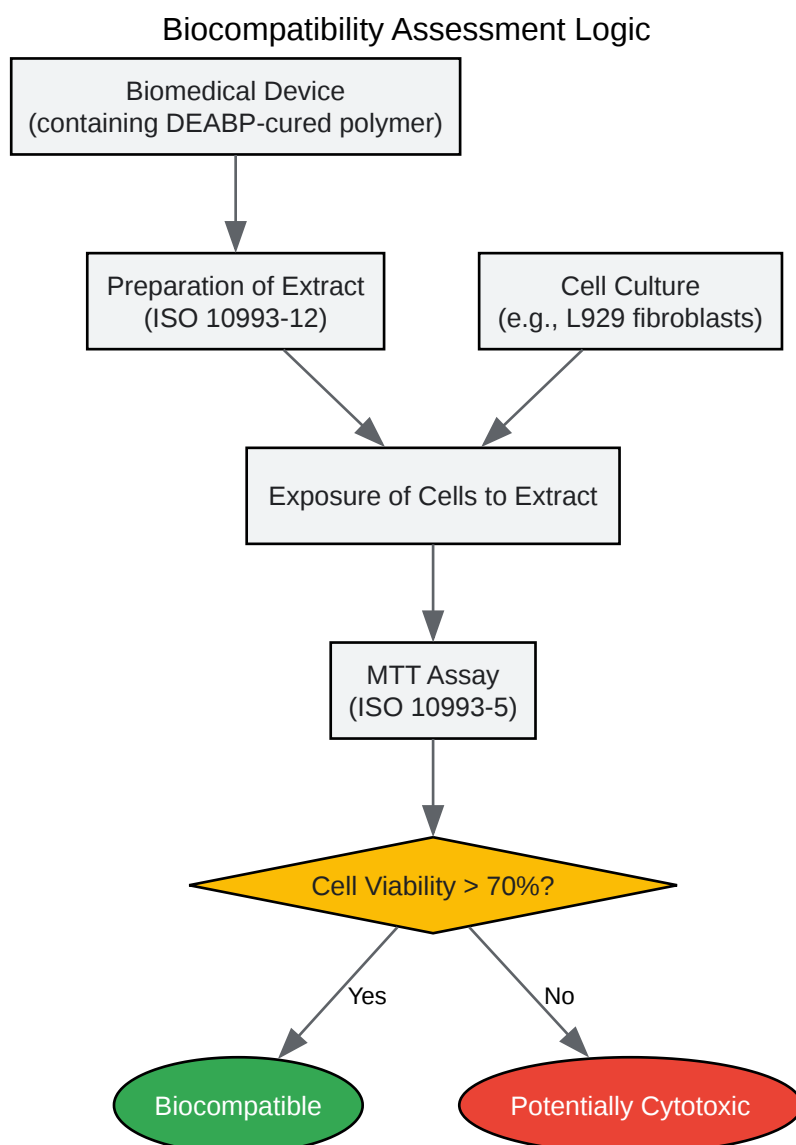 Biocompatibility Assessment Logic
Biomedical Device
(containing DEABP-cured polymer)
Preparation of Extract
(ISO 10993-12)
Cell Culture
(e.g., L929 fibroblasts)
Exposure of Cells to Extract
MTT Assay
(ISO 10993-5)
Cell Viability > 70%?
Yes
No
Biocompatible
Potentially Cytotoxic